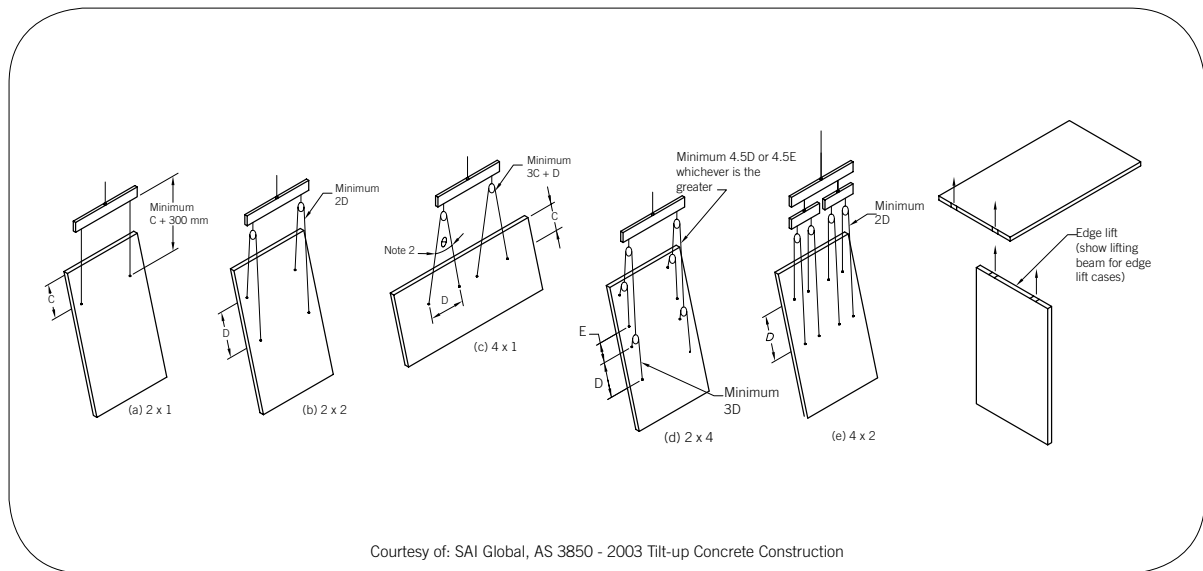 Minimum
C + 300 mm
C
(a) 2 x 1
Minimum
2D
D
(b) 2 x 2
Minimum
3C + D
C
Note 2
θ
D
(c) 4 x 1
Minimum 4.5D or 4.5E
whichever is the
greater
E
D
Minimum
3D
(d) 2 x 4
Minimum
2D
D
(e) 4 x 2
Edge lift
(show lifting
beam for edge
lift cases)
Courtesy of: SAI Global, AS 3850 - 2003 Tilt-up Concrete Construction